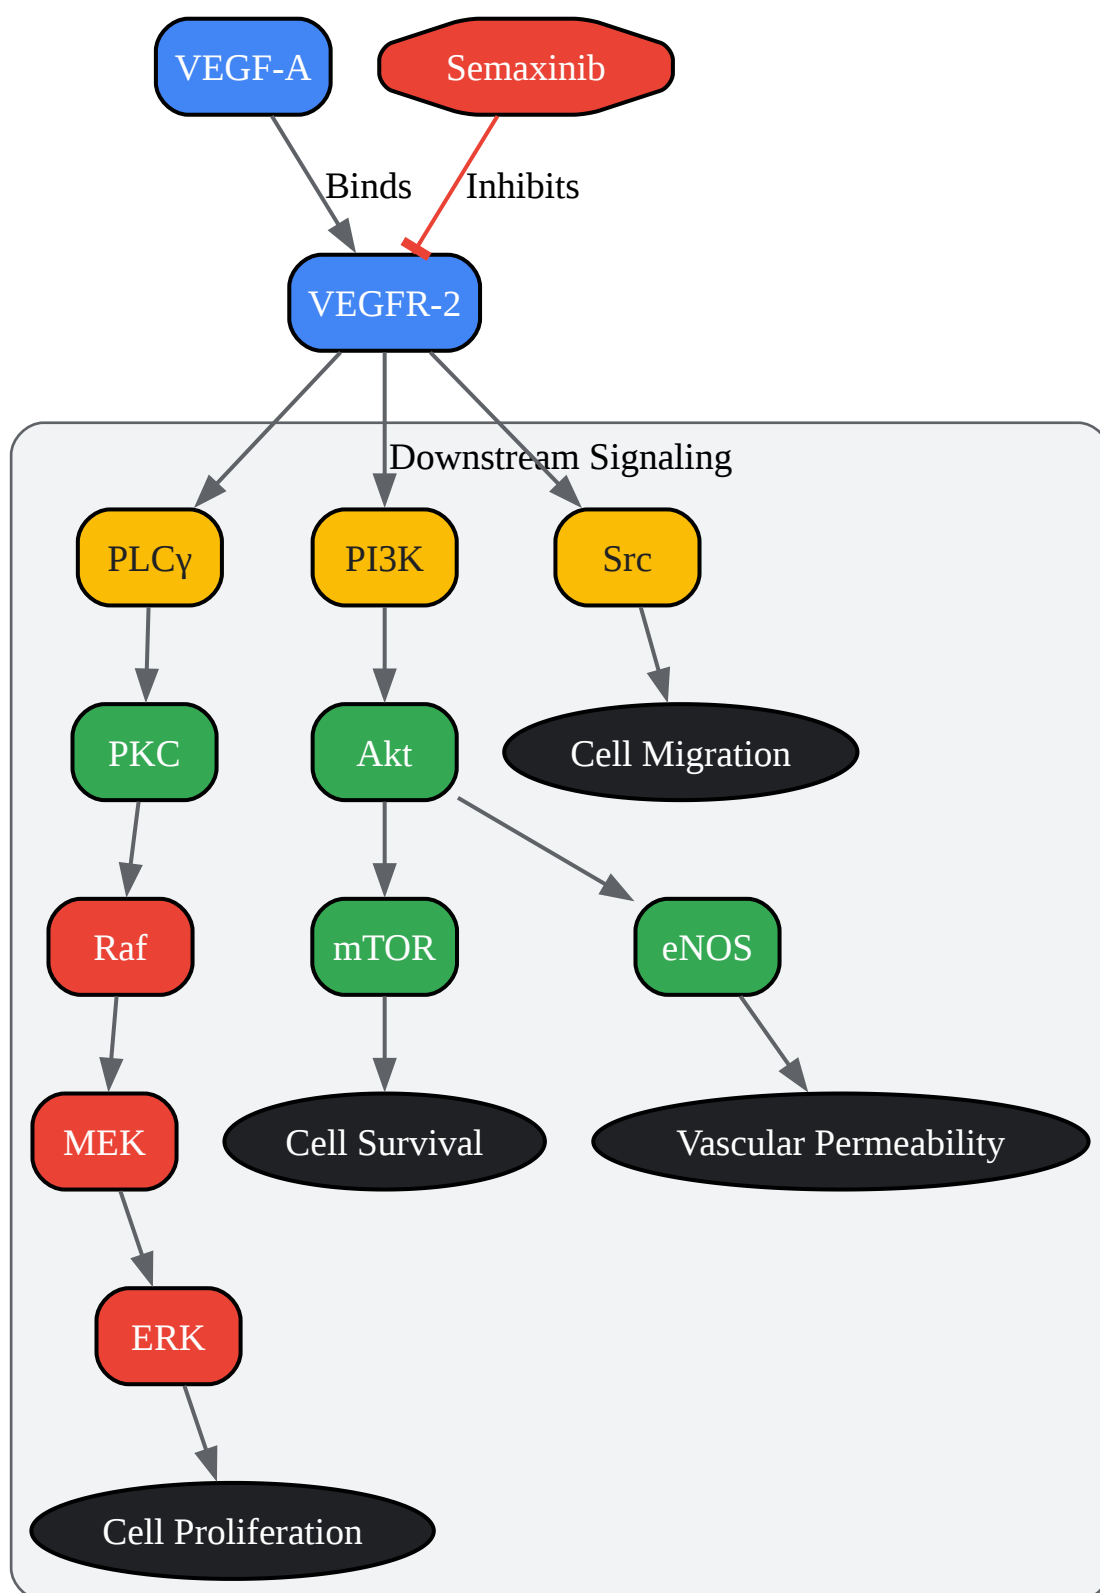 VEGF-A
Semaxinib
Binds
Inhibits
VEGFR-2
Downstream Signaling
PLCγ
PI3K
Src
PKC
Akt
Cell Migration
Raf
mTOR
eNOS
MEK
Cell Survival
Vascular Permeability
ERK
Cell Proliferation